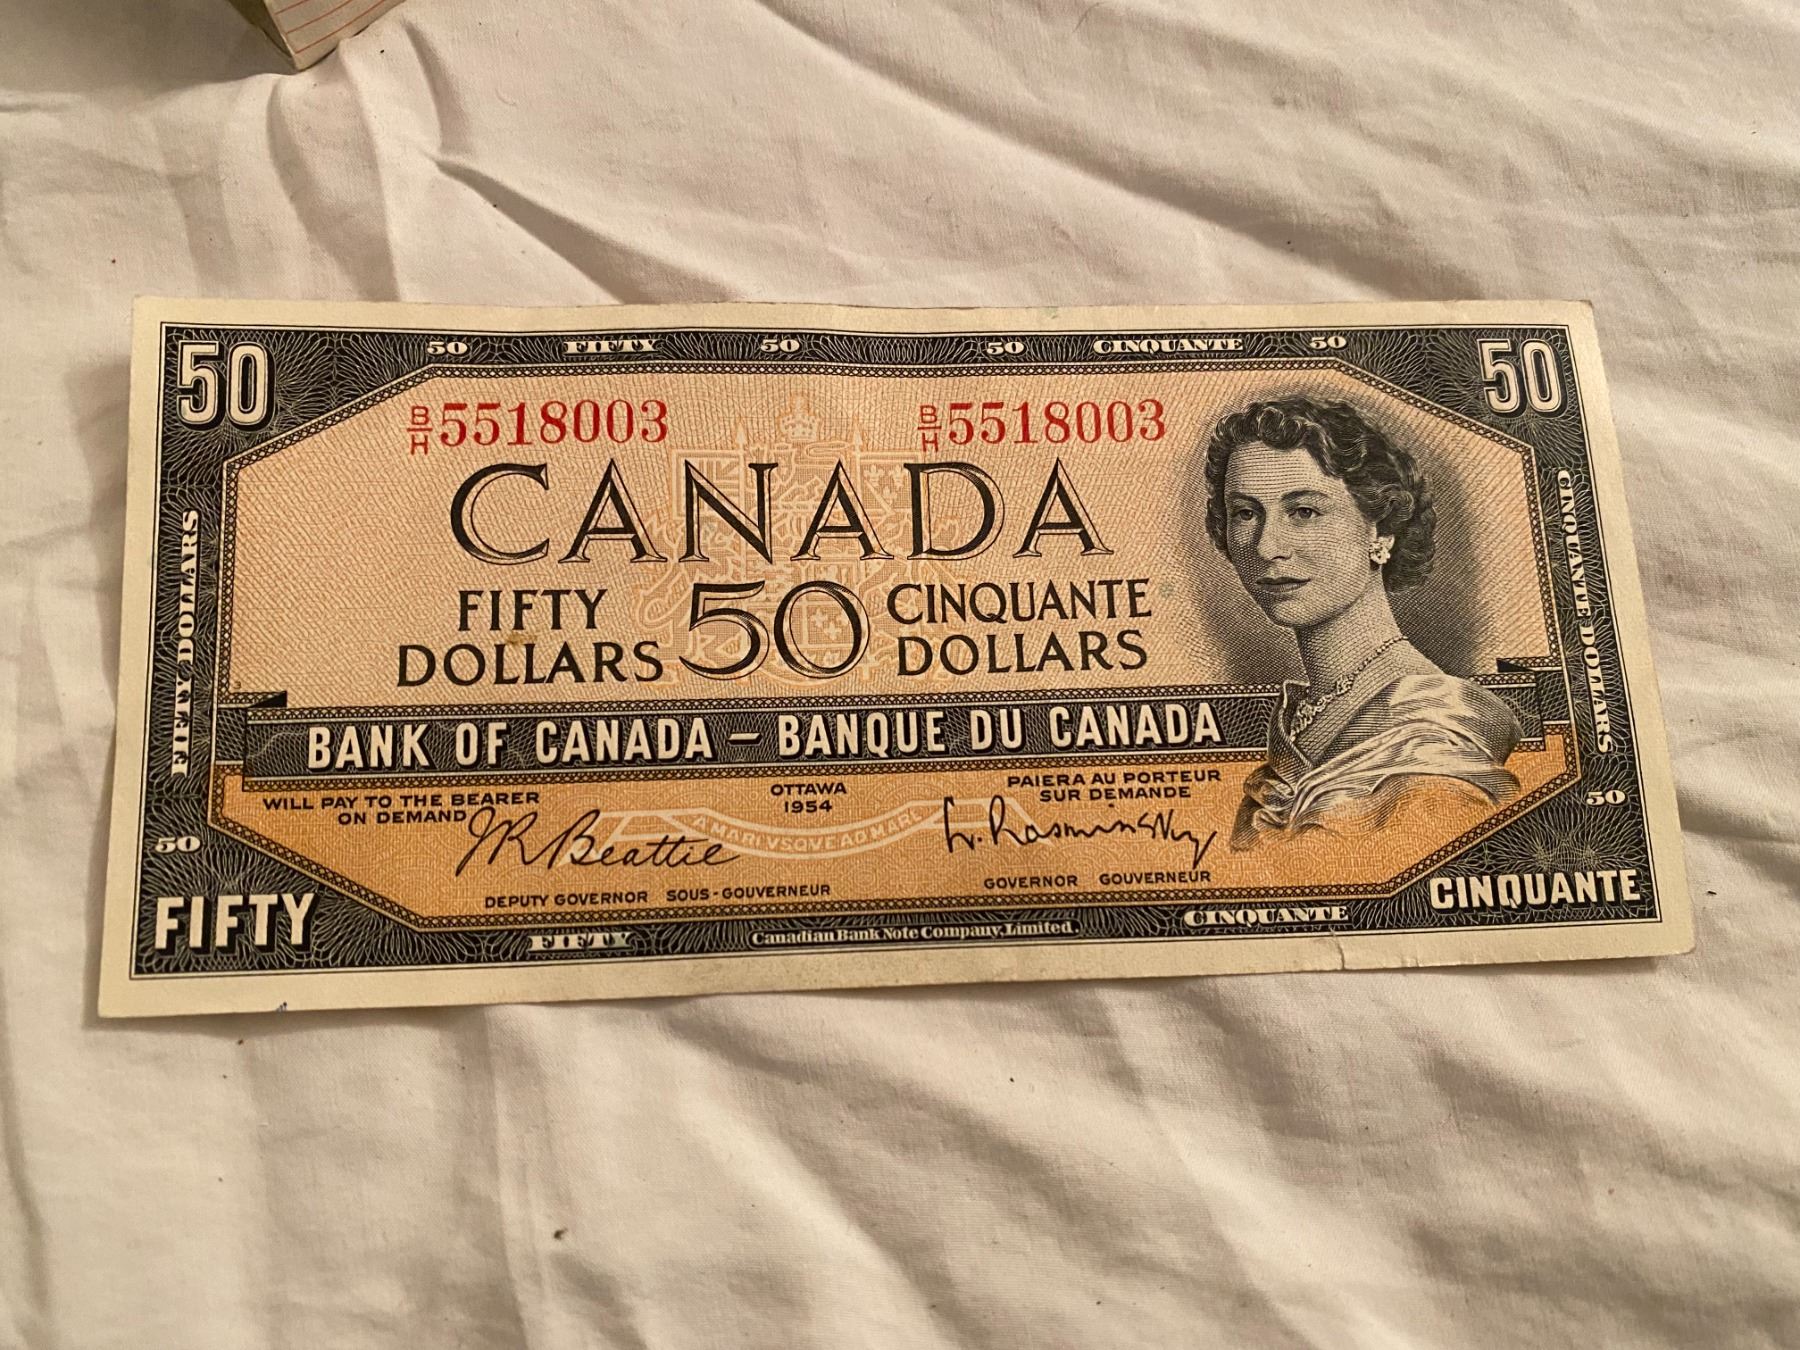 50 50 FIFTY 50 50 CINQUANTE 50 50
B/H 5518003 B/H 5518003
CANADA
FIFTY DOLLARS 50 CINQUANTE DOLLARS
FIFTY DOLLARS
CINQUANTE DOLLARS
BANK OF CANADA – BANQUE DU CANADA
WILL PAY TO THE BEARER
ON DEMAND
OTTAWA
1954
PAIERA AU PORTEUR
SUR DEMANDE
A MARI VSQVE AD MARE
J R Beattie
L. Rasminsky
DEPUTY GOVERNOR SOUS-GOUVERNEUR
GOVERNOR GOUVERNEUR
50 50
FIFTY FIFTY Canadian Bank Note Company, Limited CINQUANTE CINQUANTE